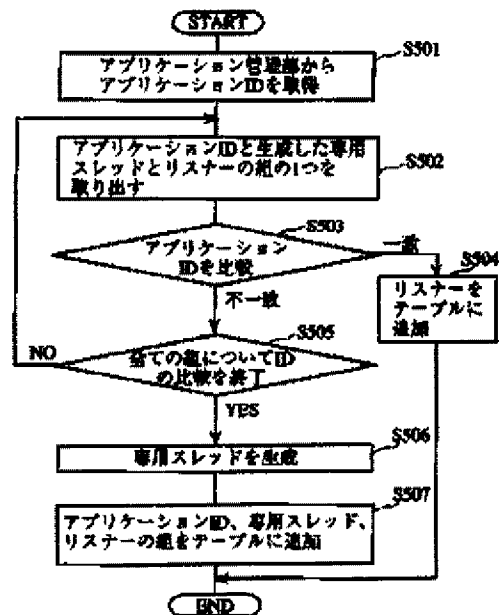 START
S501
アプリケーション管理部から
アプリケーションIDを取得
アプリケーションIDと生成した専用
スレッドとリスナーの組の1つを
取り出す
S502
S503
アプリケーション
IDを比較
一致
S504
リスナーを
テーブルに
追加
不一致
S505
全ての組についてID
の比較を終了
NO
YES
S506
専用スレッドを生成
S507
アプリケーションID、専用スレッド、
リスナーの組をテーブルに追加
END